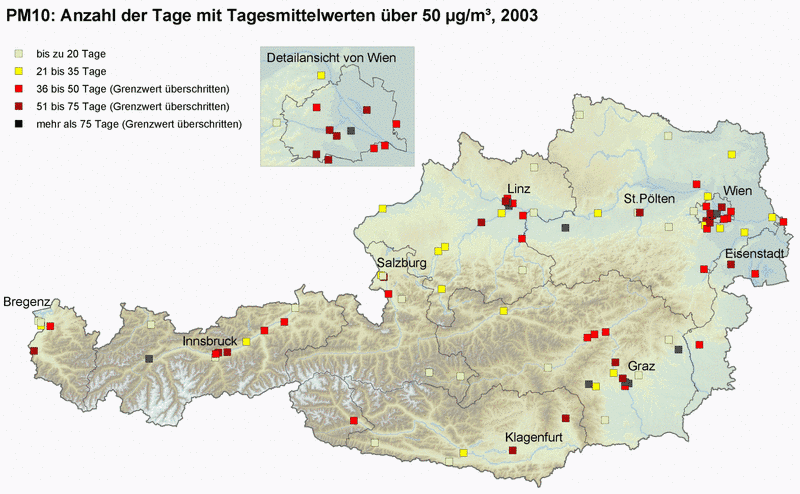 PM10: Anzahl der Tage mit Tagesmittelwerten über 50 µg/m³, 2003
bis zu 20 Tage
21 bis 35 Tage
36 bis 50 Tage (Grenzwert überschritten)
51 bis 75 Tage (Grenzwert überschritten)
mehr als 75 Tage (Grenzwert überschritten)
Detailansicht von Wien
Linz
St.Pölten
Wien
Eisenstadt
Salzburg
Bregenz
Innsbruck
Graz
Klagenfurt